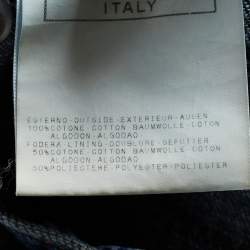 ITALY
ESTERNO-OUTSIDE-EXTERIEUR-AUßEN
100%COTONE-COTTON BAUMWOLLE-COTON
ALGODON-ALGODAO
FODERA-LINING-DOUBLURE-GEFUTTER
50%COTONE-COTTON BAUMWOLLE-COTON
ALGODON-ALGODAO
50%POLIESTERE-POLYESTER-POLIESTER